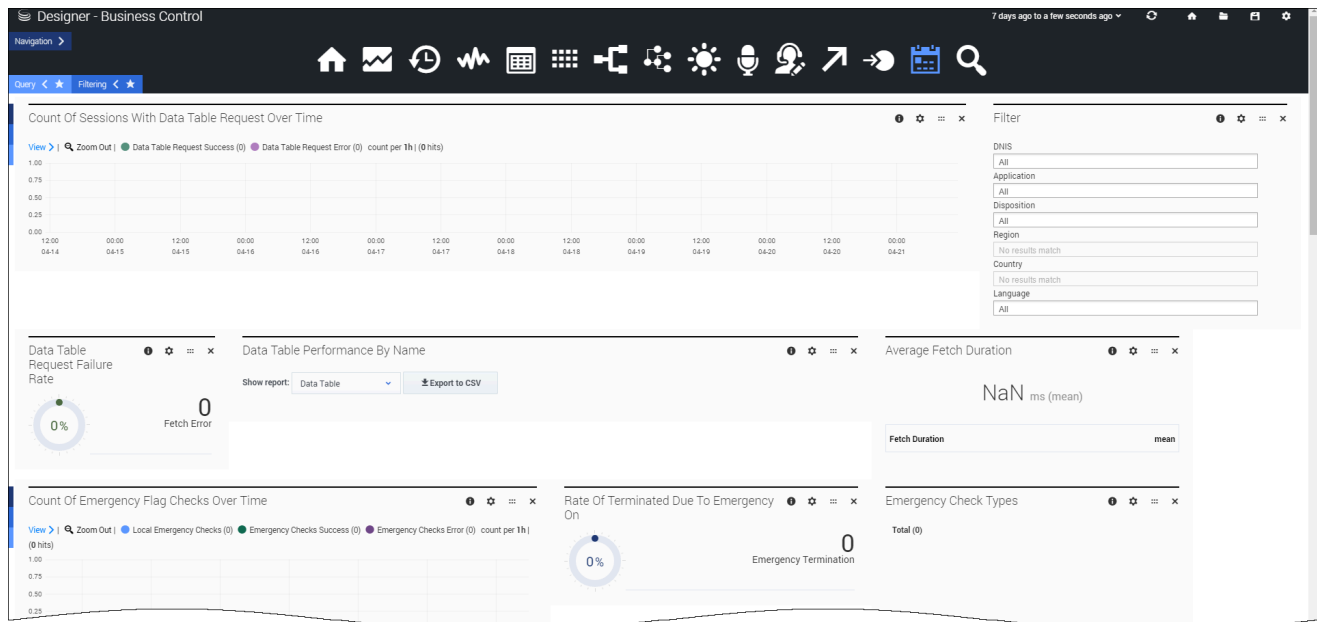 Designer - Business Control
7 days ago to a few seconds ago
Navigation
Query
Filtering
Count Of Sessions With Data Table Request Over Time
View | Zoom Out | Data Table Request Success (0) Data Table Request Error (0) count per 1h | (0 hits)
1.00
0.75
0.50
0.25
0.00
12:00 00:00 12:00 00:00 12:00 00:00 12:00 00:00 12:00 00:00 12:00 00:00 12:00 00:00
04-14 04-15 04-15 04-16 04-16 04-17 04-17 04-18 04-18 04-19 04-19 04-20 04-20 04-21
Filter
DNIS
All
Application
All
Disposition
All
Region
No results match
Country
No results match
Language
All
Data Table
Request Failure
Rate
0%
0
Fetch Error
Data Table Performance By Name
Show report: Data Table Export to CSV
Average Fetch Duration
NaN ms (mean)
Fetch Duration mean
Count Of Emergency Flag Checks Over Time
View | Zoom Out | Local Emergency Checks (0) Emergency Checks Success (0) Emergency Checks Error (0) count per 1h |
(0 hits)
1.00
0.75
0.50
0.25
Rate Of Terminated Due To Emergency
On
0%
0
Emergency Termination
Emergency Check Types
Total (0)